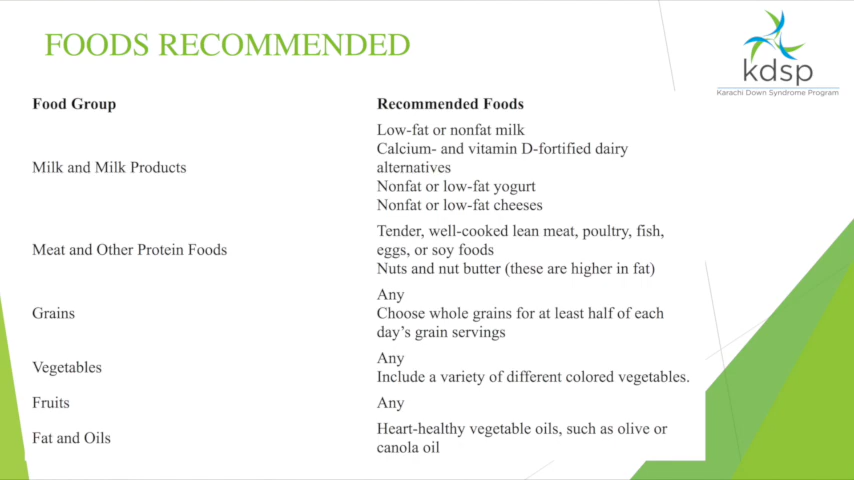 FOODS RECOMMENDED
kdsp
Karachi Down Syndrome Program
Food Group
Recommended Foods
Milk and Milk Products
Low-fat or nonfat milk
Calcium- and vitamin D-fortified dairy
alternatives
Nonfat or low-fat yogurt
Nonfat or low-fat cheeses
Meat and Other Protein Foods
Tender, well-cooked lean meat, poultry, fish,
eggs, or soy foods
Nuts and nut butter (these are higher in fat)
Grains
Any
Choose whole grains for at least half of each
day’s grain servings
Vegetables
Any
Include a variety of different colored vegetables.
Fruits
Any
Fat and Oils
Heart-healthy vegetable oils, such as olive or
canola oil